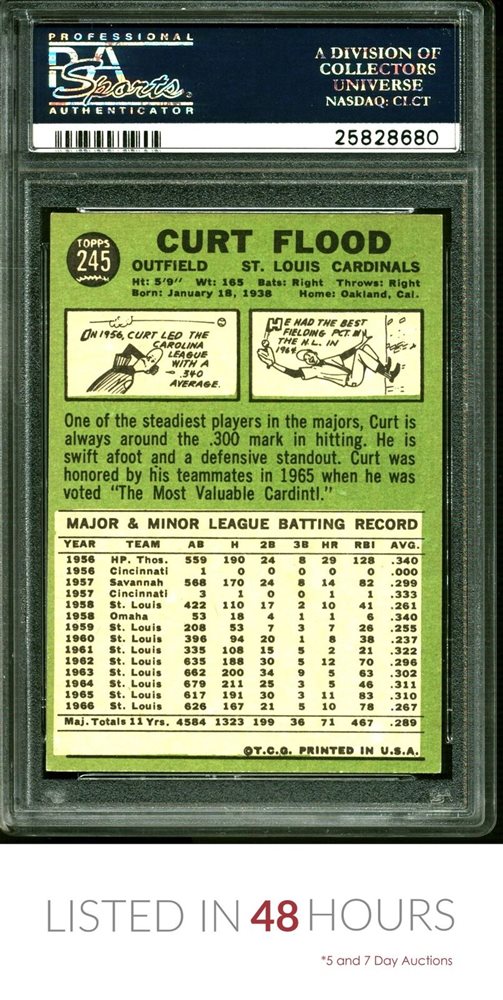 PROFESSIONAL
PSA
Sports
AUTHENTICATOR
A DIVISION OF
COLLECTORS
UNIVERSE
NASDAQ: CLCT
25828680
TOPPS
245
CURT FLOOD
OUTFIELD ST. LOUIS CARDINALS
Ht: 5'9" Wt: 165 Bats: Right Throws: Right
Born: January 18, 1938 Home: Oakland, Cal.
ON 1956, CURT LED THE
CAROLINA
LEAGUE
WITH A
.340
AVERAGE.
HE HAD THE BEST
FIELDING PCT. IN
THE N.L. IN
1964
One of the steadiest players in the majors, Curt is
always around the .300 mark in hitting. He is
swift afoot and a defensive standout. Curt was
honored by his teammates in 1965 when he was
voted "The Most Valuable Cardintl."
MAJOR & MINOR LEAGUE BATTING RECORD
YEAR TEAM AB H 2B 3B HR RBI AVG.
1956 HP. Thos. 559 190 24 8 29 128 .340
1956 Cincinnati 1 0 0 0 0 0 .000
1957 Savannah 568 170 24 8 14 82 .299
1957 Cincinnati 3 1 0 0 1 1 .333
1958 St. Louis 422 110 17 2 10 41 .261
1958 Omaha 53 18 4 1 1 6 .340
1959 St. Louis 208 53 7 3 7 26 .255
1960 St. Louis 396 94 20 1 8 38 .237
1961 St. Louis 335 108 15 5 2 21 .322
1962 St. Louis 635 188 30 5 12 70 .296
1963 St. Louis 662 200 34 9 5 63 .302
1964 St. Louis 679 211 25 3 5 46 .311
1965 St. Louis 617 191 30 3 11 83 .310
1966 St. Louis 626 167 21 5 10 78 .267
Maj. Totals 11 Yrs. 4584 1323 199 36 71 467 .289
©T.C.G. PRINTED IN U.S.A.
LISTED IN 48 HOURS
*5 and 7 Day Auctions